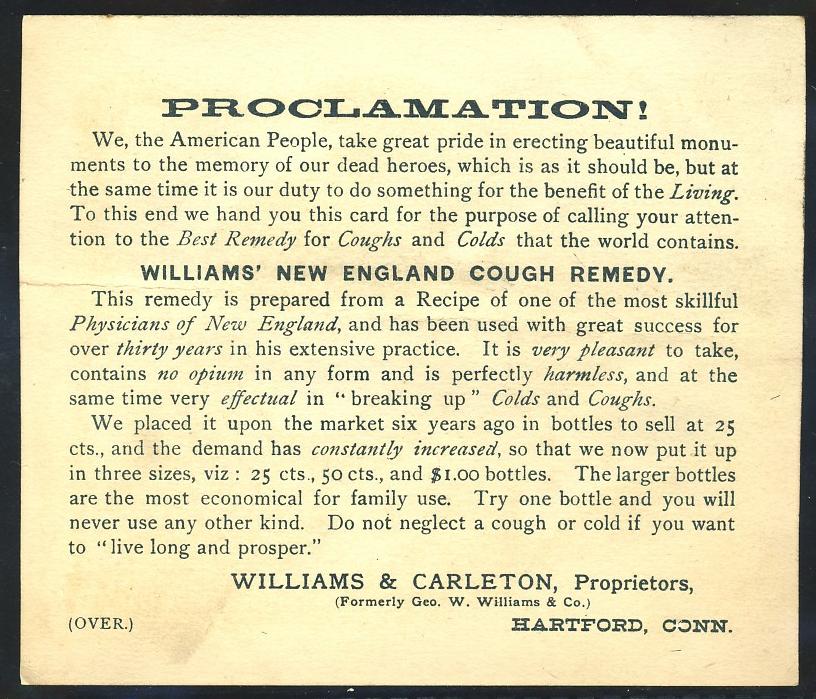 PROCLAMATION!
We, the American People, take great pride in erecting beautiful monu-
ments to the memory of our dead heroes, which is as it should be, but at
the same time it is our duty to do something for the benefit of the Living.
To this end we hand you this card for the purpose of calling your atten-
tion to the Best Remedy for Coughs and Colds that the world contains.
WILLIAMS' NEW ENGLAND COUGH REMEDY.
This remedy is prepared from a Recipe of one of the most skillful
Physicians of New England, and has been used with great success for
over thirty years in his extensive practice. It is very pleasant to take,
contains no opium in any form and is perfectly harmless, and at the
same time very effectual in "breaking up" Colds and Coughs.
We placed it upon the market six years ago in bottles to sell at 25
cts., and the demand has constantly increased, so that we now put it up
in three sizes, viz: 25 cts., 50 cts., and $1.00 bottles. The larger bottles
are the most economical for family use. Try one bottle and you will
never use any other kind. Do not neglect a cough or cold if you want
to "live long and prosper."
WILLIAMS & CARLETON, Proprietors,
(Formerly Geo. W. Williams & Co.)
(OVER.) HARTFORD, CONN.